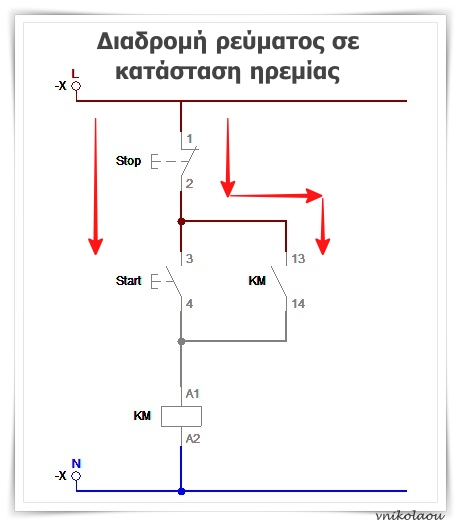 Διαδρομή ρεύματος σε
κατάσταση ηρεμίας
L
-X
1
Stop
2
3
13
Start
KM
4
14
A1
KM
A2
N
-X
vnikolaou